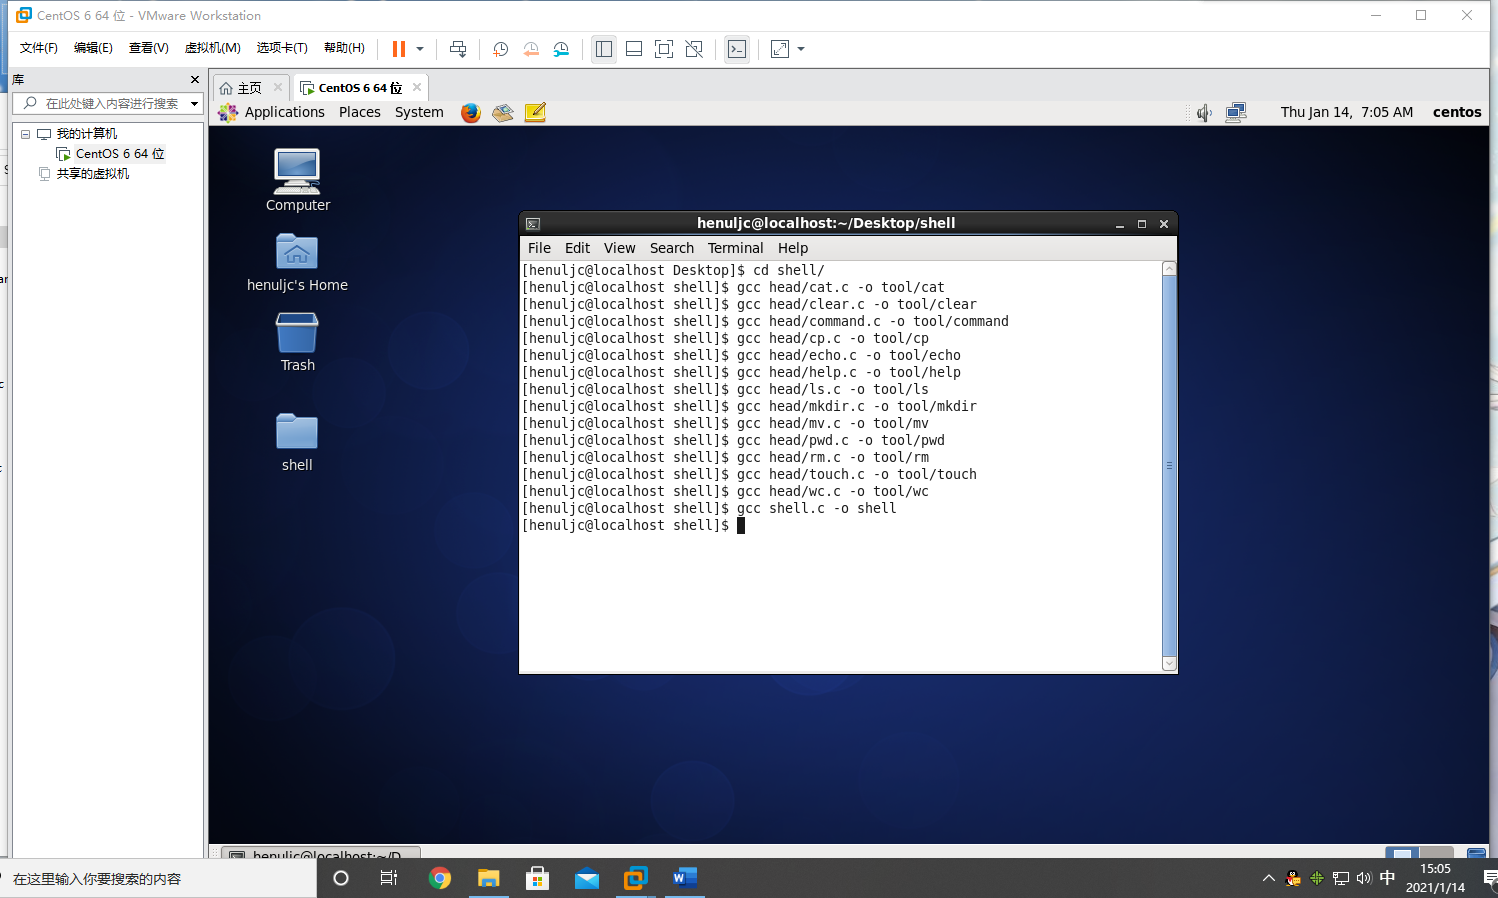 CentOS 6 64 位 - VMware Workstation
文件(F) 编辑(E) 查看(V) 虚拟机(M) 选项卡(T) 帮助(H)
库
在此处键入内容进行搜索
我的计算机
CentOS 6 64 位
共享的虚拟机
主页 CentOS 6 64 位
Applications Places System Thu Jan 14, 7:05 AM centos
Computer
henuljc's Home
Trash
shell
henuljc@localhost:~/Desktop/shell
File Edit View Search Terminal Help
[henuljc@localhost Desktop]$ cd shell/
[henuljc@localhost shell]$ gcc head/cat.c -o tool/cat
[henuljc@localhost shell]$ gcc head/clear.c -o tool/clear
[henuljc@localhost shell]$ gcc head/command.c -o tool/command
[henuljc@localhost shell]$ gcc head/cp.c -o tool/cp
[henuljc@localhost shell]$ gcc head/echo.c -o tool/echo
[henuljc@localhost shell]$ gcc head/help.c -o tool/help
[henuljc@localhost shell]$ gcc head/ls.c -o tool/ls
[henuljc@localhost shell]$ gcc head/mkdir.c -o tool/mkdir
[henuljc@localhost shell]$ gcc head/mv.c -o tool/mv
[henuljc@localhost shell]$ gcc head/pwd.c -o tool/pwd
[henuljc@localhost shell]$ gcc head/rm.c -o tool/rm
[henuljc@localhost shell]$ gcc head/touch.c -o tool/touch
[henuljc@localhost shell]$ gcc head/wc.c -o tool/wc
[henuljc@localhost shell]$ gcc shell.c -o shell
[henuljc@localhost shell]$
henuljc@localhost:~/D
在这里输入你要搜索的内容
中
15:05
2021/1/14